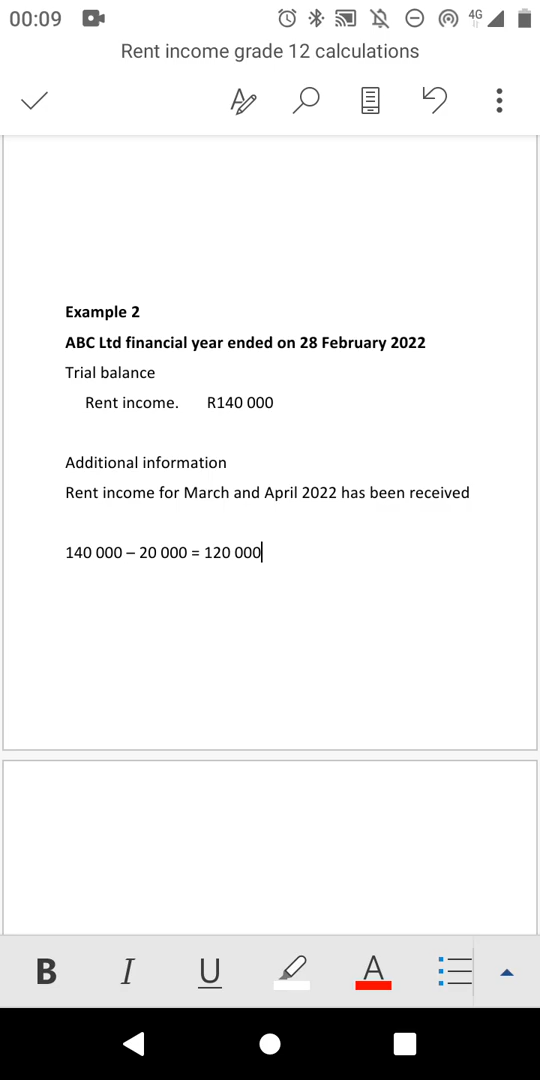 00:09
4G
Rent income grade 12 calculations
Example 2
ABC Ltd financial year ended on 28 February 2022
Trial balance
Rent income. R140 000
Additional information
Rent income for March and April 2022 has been received
140 000 – 20 000 = 120 000
B I U A